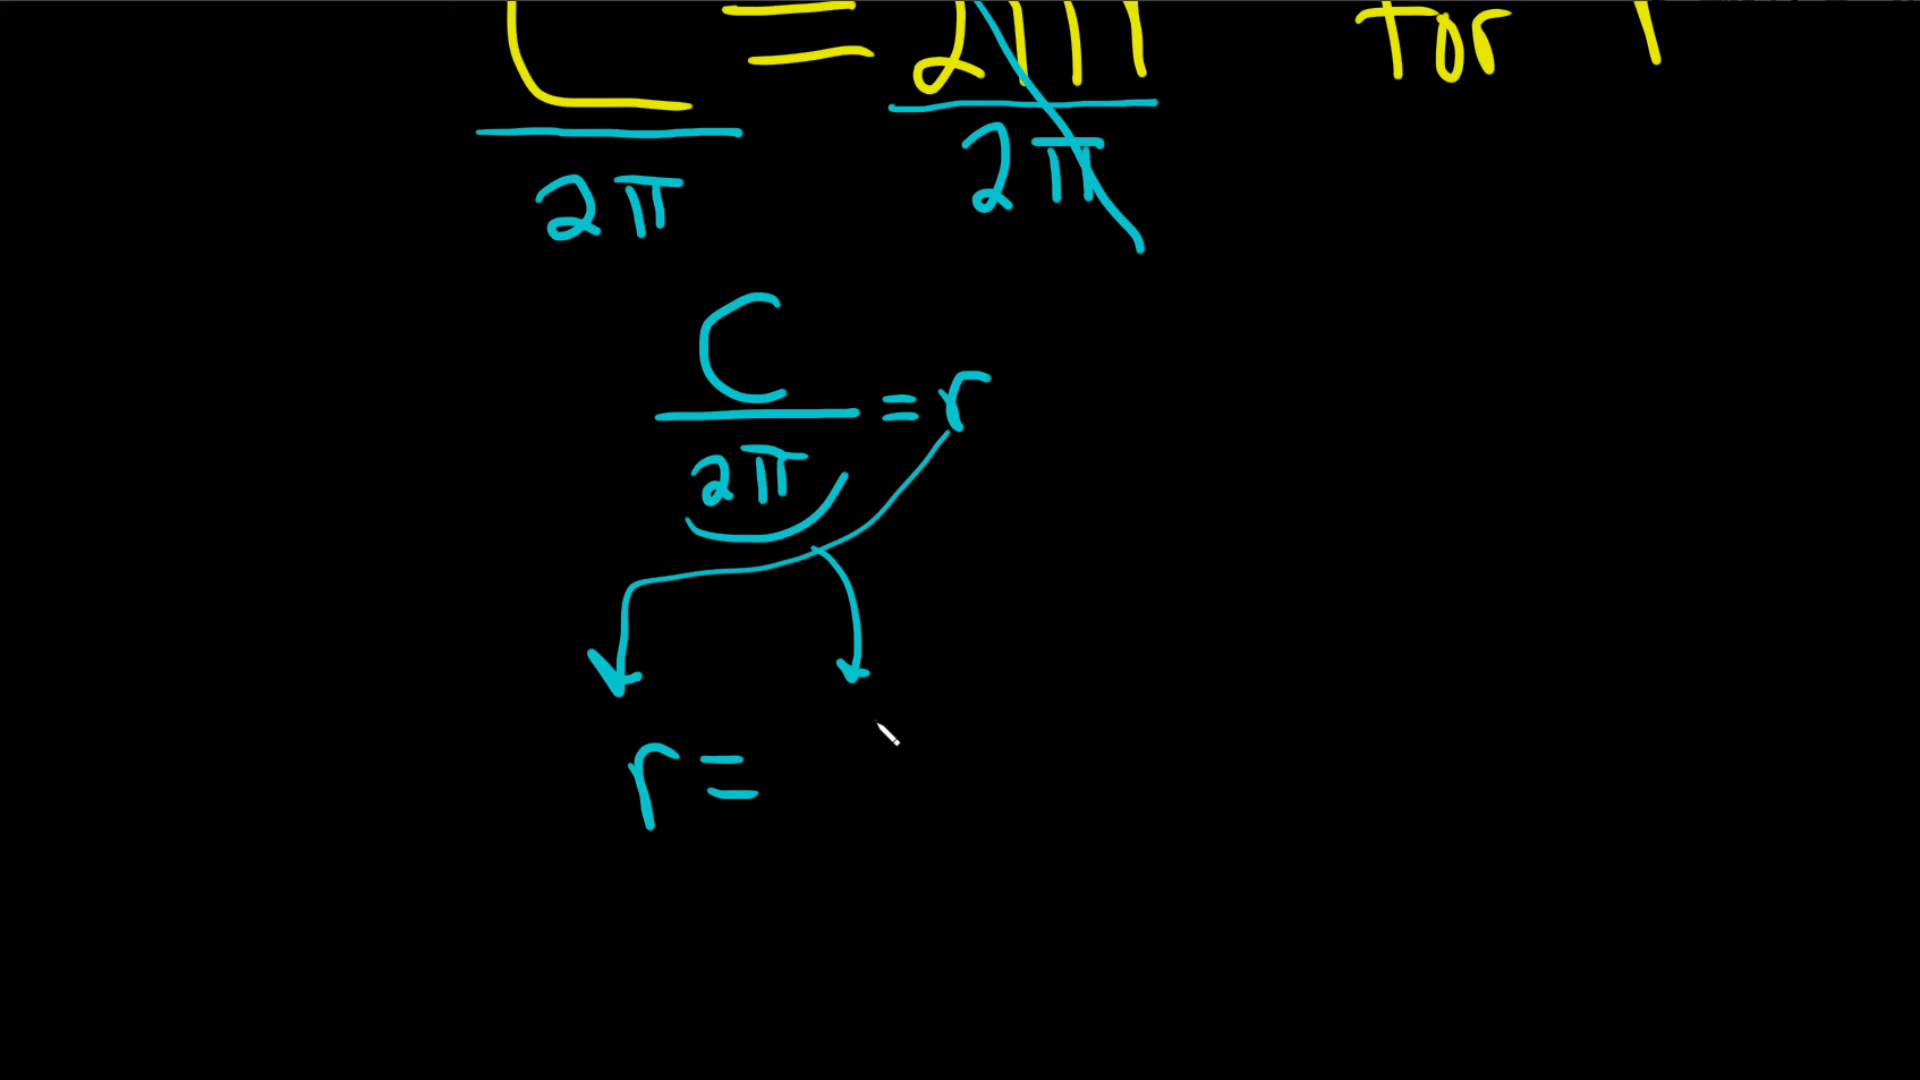 C = 2πr for r
2π 2π
C
= r
2π
r =